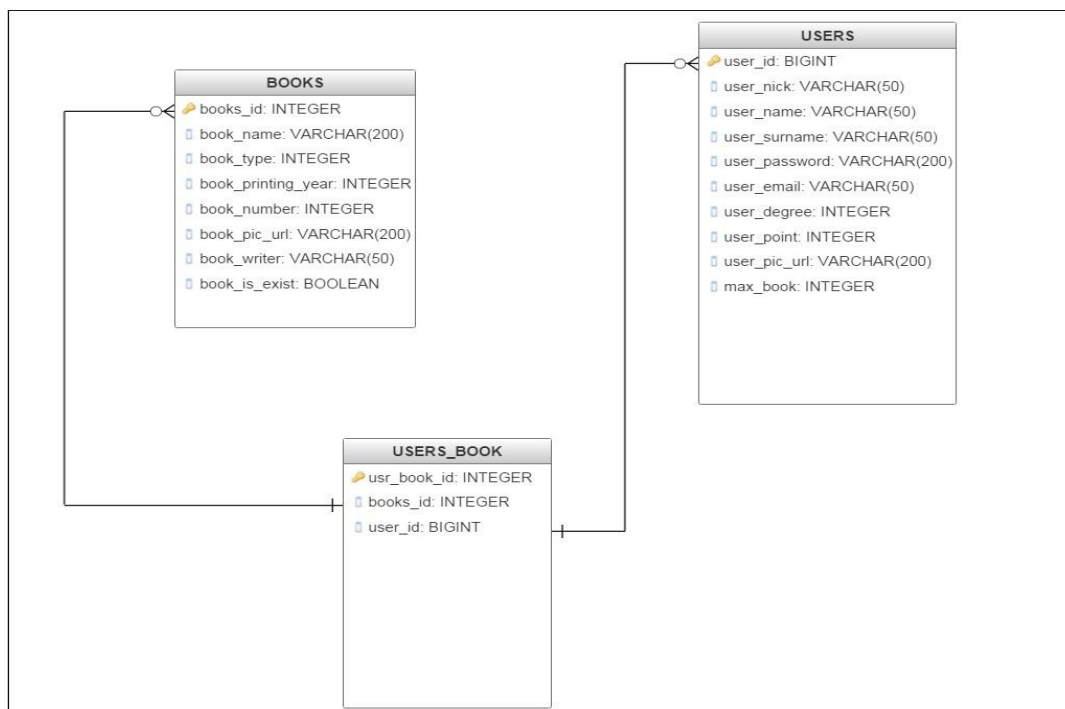 BOOKS
books_id: INTEGER
book_name: VARCHAR(200)
book_type: INTEGER
book_printing_year: INTEGER
book_number: INTEGER
book_pic_url: VARCHAR(200)
book_writer: VARCHAR(50)
book_is_exist: BOOLEAN
USERS
user_id: BIGINT
user_nick: VARCHAR(50)
user_name: VARCHAR(50)
user_surname: VARCHAR(50)
user_password: VARCHAR(200)
user_email: VARCHAR(50)
user_degree: INTEGER
user_point: INTEGER
user_pic_url: VARCHAR(200)
max_book: INTEGER
USERS_BOOK
usr_book_id: INTEGER
books_id: INTEGER
user_id: BIGINT